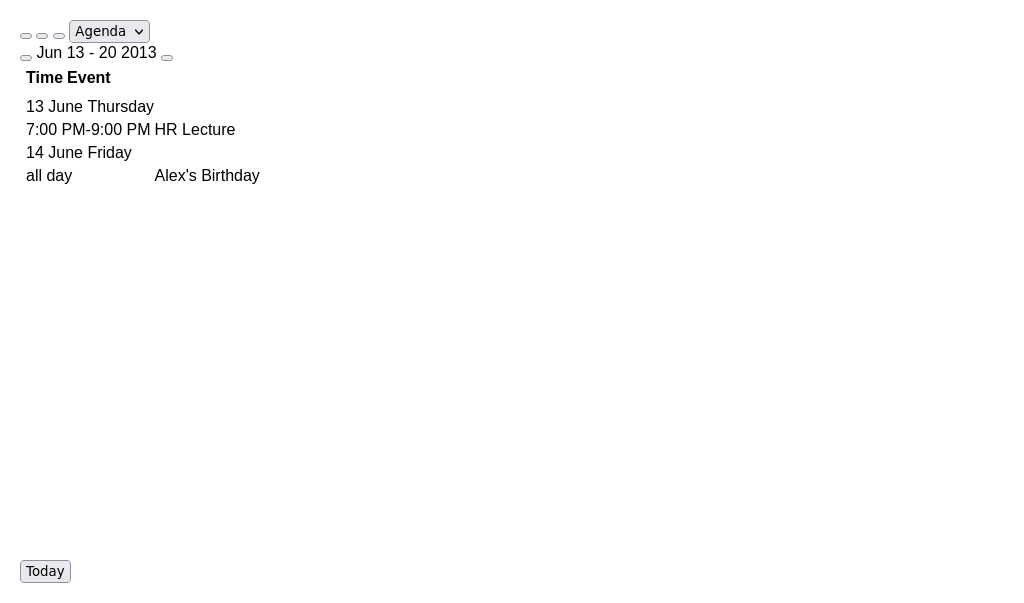 Agenda
Jun 13 - 20 2013
Time Event
13 June Thursday
7:00 PM-9:00 PM HR Lecture
14 June Friday
all day Alex's Birthday
Today